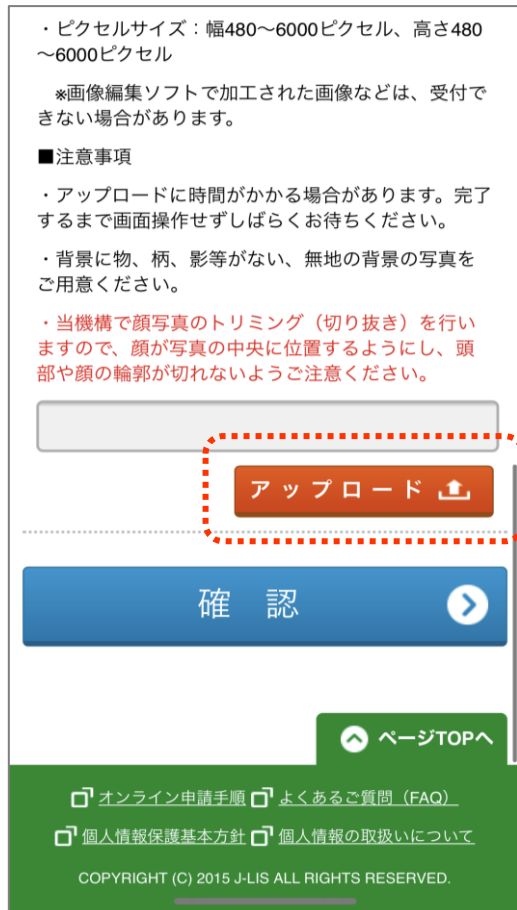 ・ピクセルサイズ：幅480～6000ピクセル、高さ480
～6000ピクセル
※画像編集ソフトで加工された画像などは、受付で
きない場合があります。
■注意事項
・アップロードに時間がかかる場合があります。完了
するまで画面操作せずしばらくお待ちください。
・背景に物、柄、影等がない、無地の背景の写真を
ご用意ください。
・当機構で顔写真のトリミング（切り抜き）を行い
ますので、顔が写真の中央に位置するようにし、頭
部や顔の輪郭が切れないようご注意ください。
アップロード
確認
ページTOPへ
オンライン申請手順 よくあるご質問（FAQ）
個人情報保護基本方針 個人情報の取扱いについて
COPYRIGHT (C) 2015 J-LIS ALL RIGHTS RESERVED.